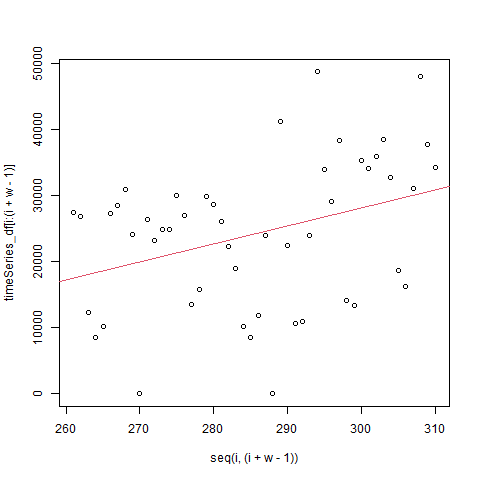 50000
40000
30000
20000
10000
0
timeSeries_df[i:(i + w - 1)]
260 270 280 290 300 310
seq(i, (i + w - 1))